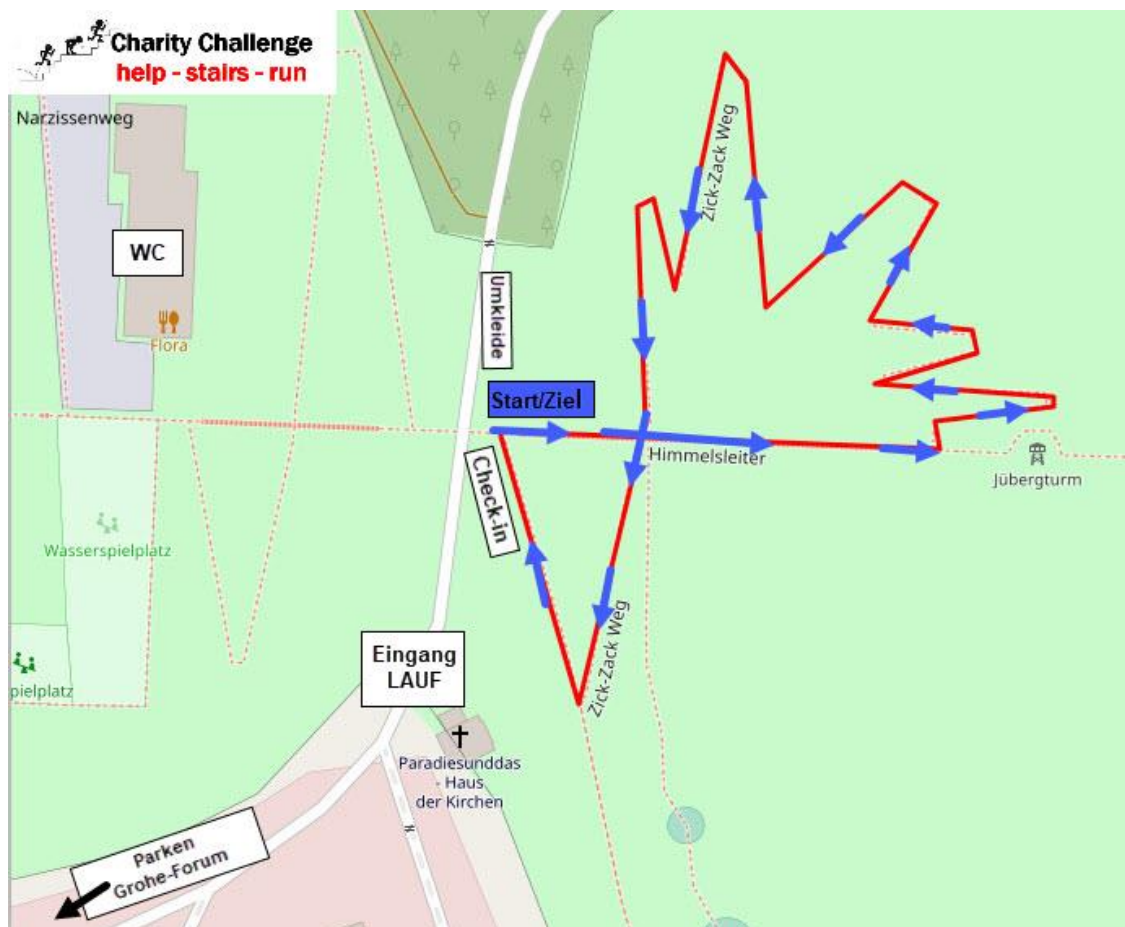 Charity Challenge
help - stairs - run
Narzissenweg
WC
Flora
Umkleide
Zick-Zack Weg
Start/Ziel
Himmelsleiter
Jübergturm
Check-in
Wasserspielplatz
pielplatz
Eingang
LAUF
Zick-Zack Weg
Paradiesunddas
- Haus
der Kirchen
Parken
Grohe-Forum